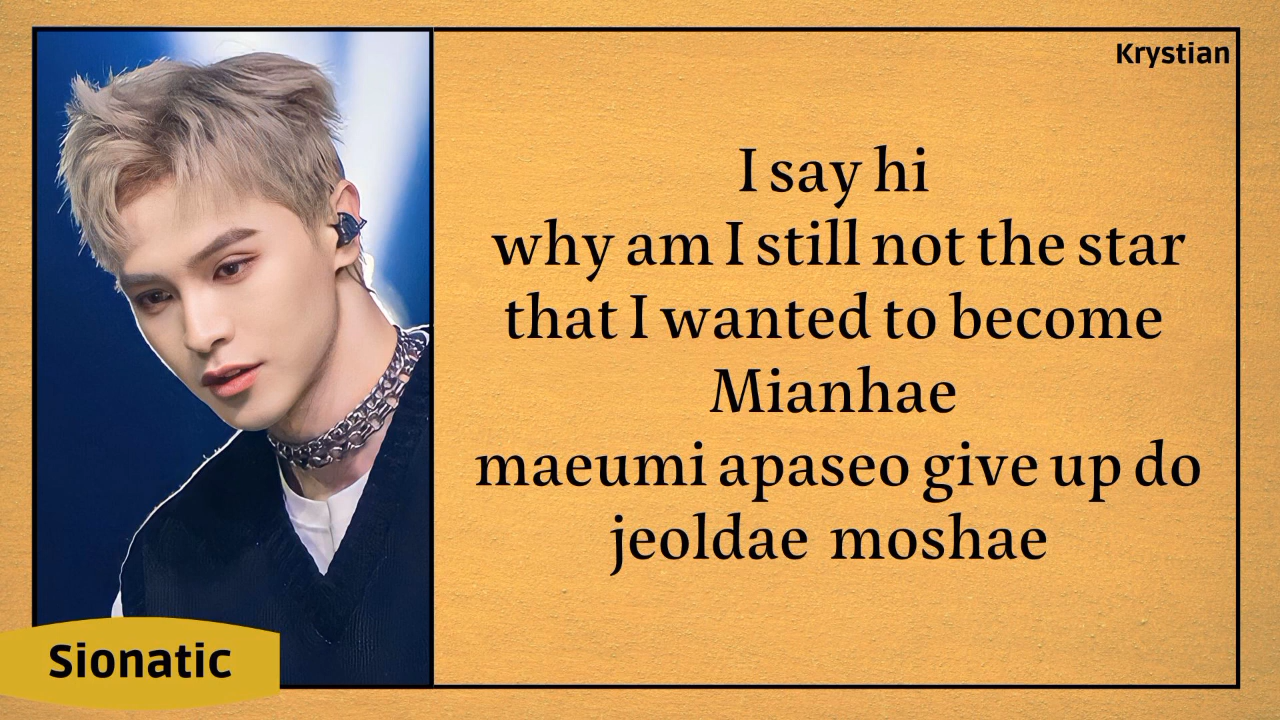 Krystian
I say hi
why am I still not the star
that I wanted to become
Mianhae
maeumi apaseo give up do
jeoldae moshae
Sionatic